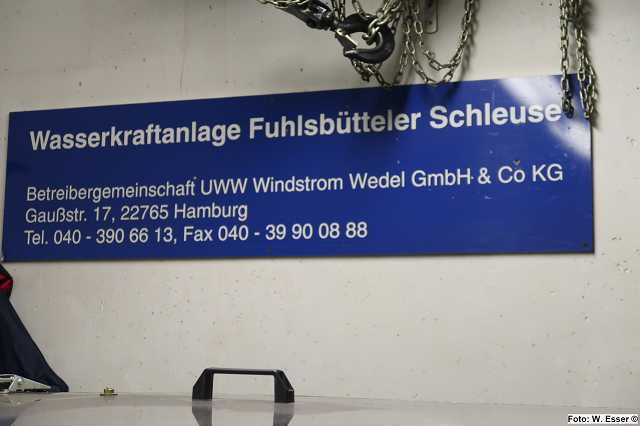 Wasserkraftanlage Fuhlsbütteler Schleuse
Betreibergemeinschaft UWW Windstrom Wedel GmbH & Co KG
Gaußstr. 17, 22765 Hamburg
Tel. 040 - 390 66 13, Fax 040 - 39 90 08 88
Foto: W. Esser ©